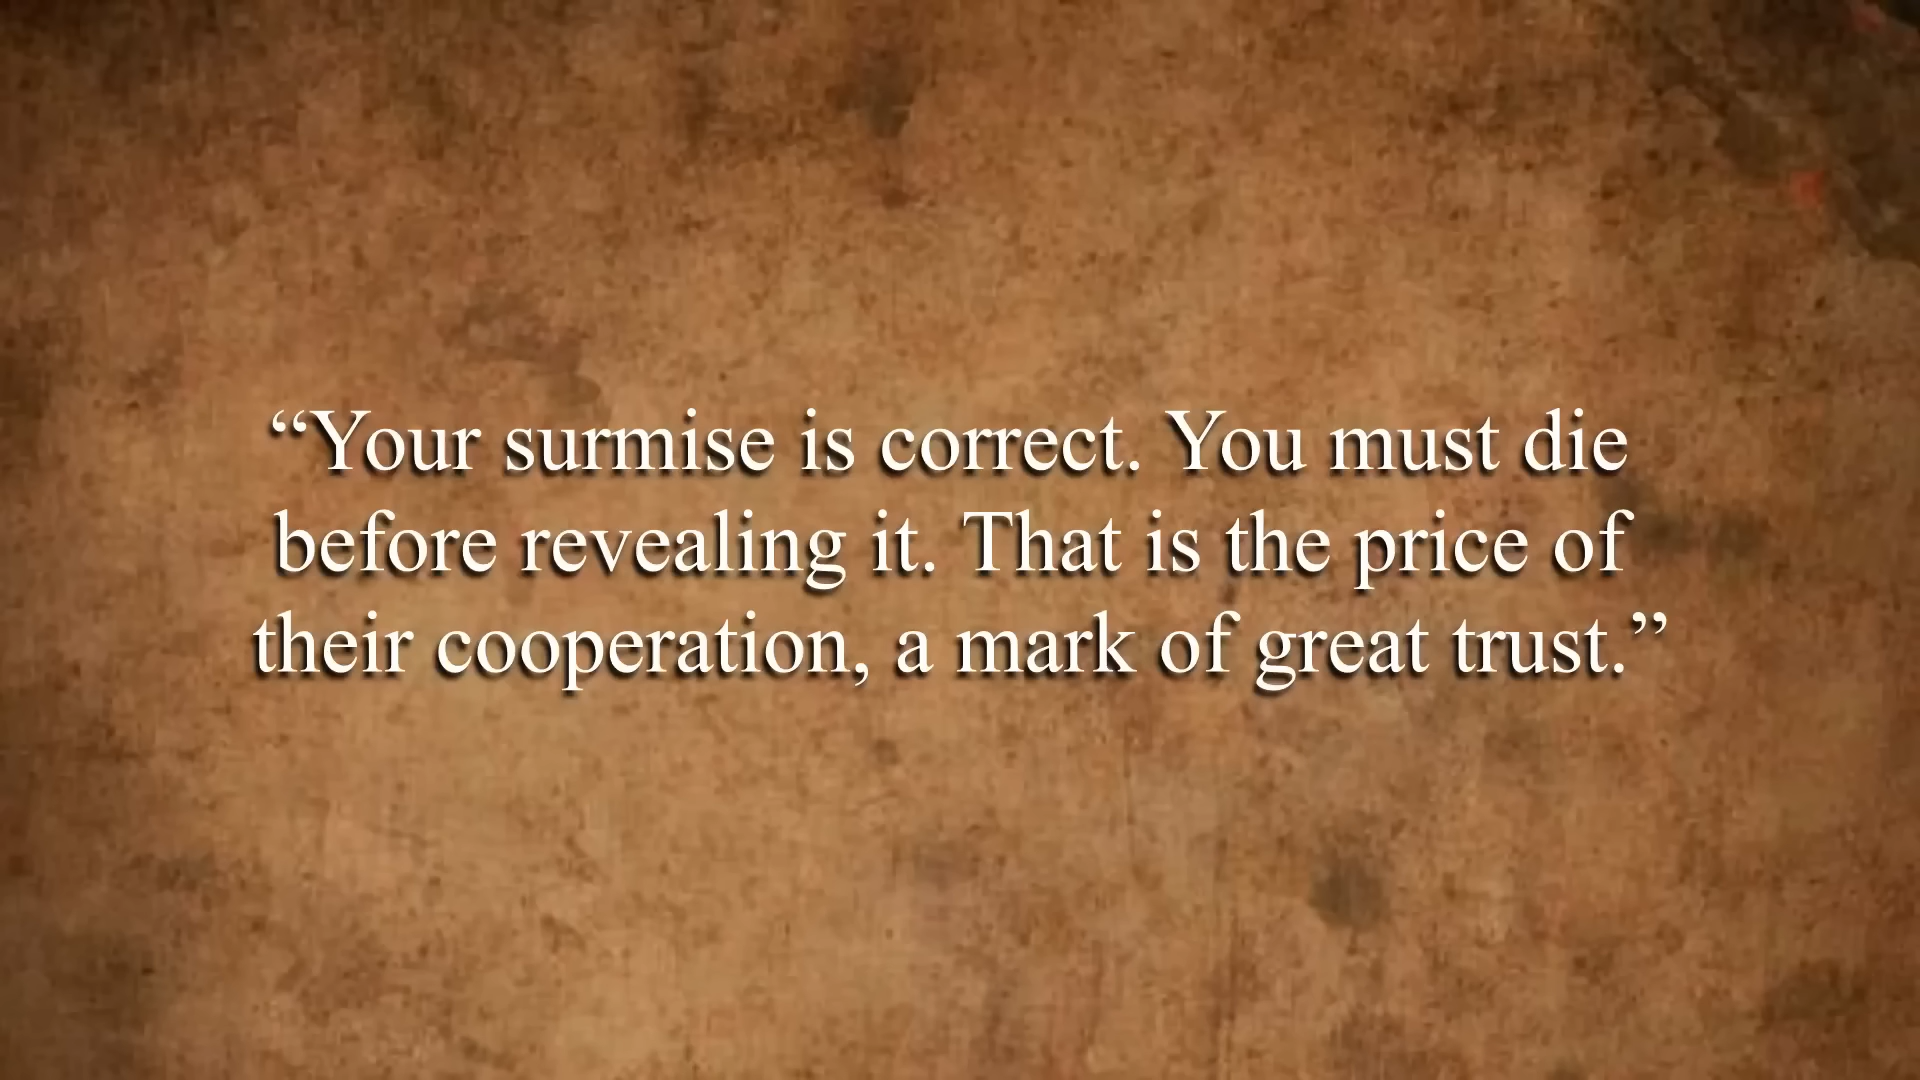 “Your surmise is correct. You must die
before revealing it. That is the price of
their cooperation, a mark of great trust.”